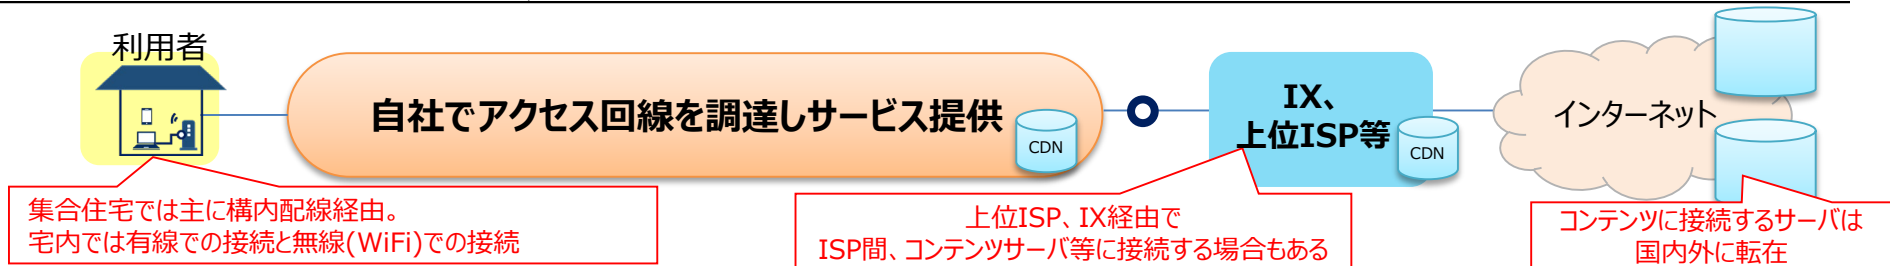 利用者
自社でアクセス回線を調達しサービス提供
CDN
IX、
上位ISP等
CDN
インターネット
集合住宅では主に構内配線経由。
宅内では有線での接続と無線(WiFi)での接続
上位ISP、IX経由で
ISP間、コンテンツサーバ等に接続する場合もある
コンテンツに接続するサーバは
国内外に転在